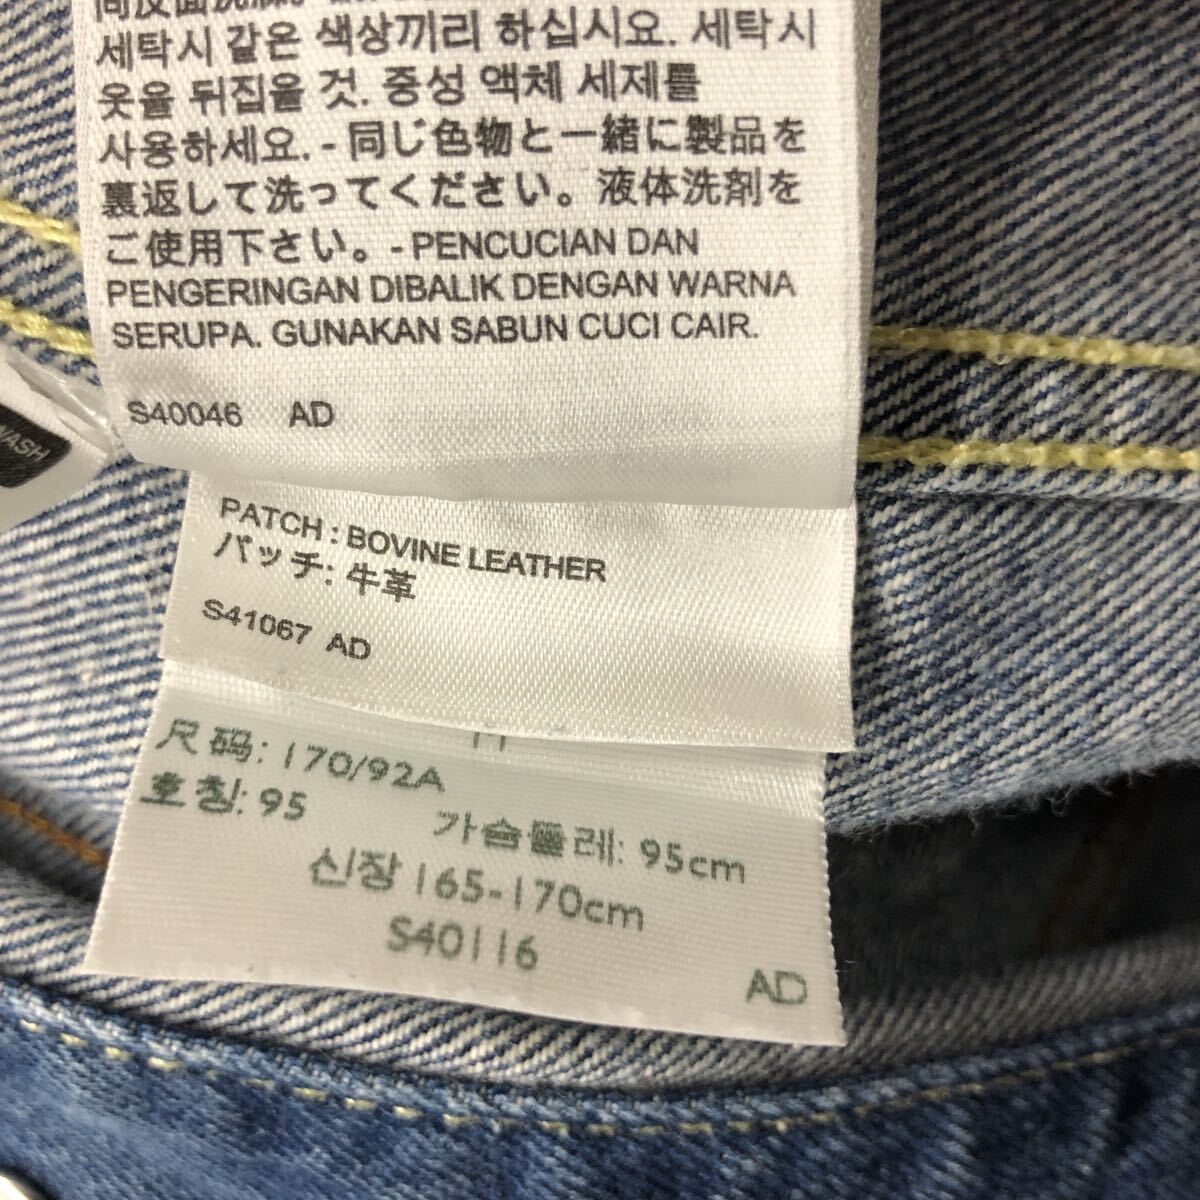 세탁시 같은 색상끼리 하십시요. 세탁시
옷을 뒤집을 것. 중성 액체 세제를
사용하세요. - 同じ色物と一緒に製品を
裏返して洗ってください。液体洗剤を
ご使用下さい。- PENCUCIAN DAN
PENGERINGAN DIBALIK DENGAN WARNA
SERUPA. GUNAKAN SABUN CUCI CAIR.
S40046 AD
WASH
PATCH : BOVINE LEATHER
パッチ: 牛革
S41067 AD
尺码: 170/92A
호칭: 95 가슴둘레: 95cm
신장 165-170cm
S40116
AD